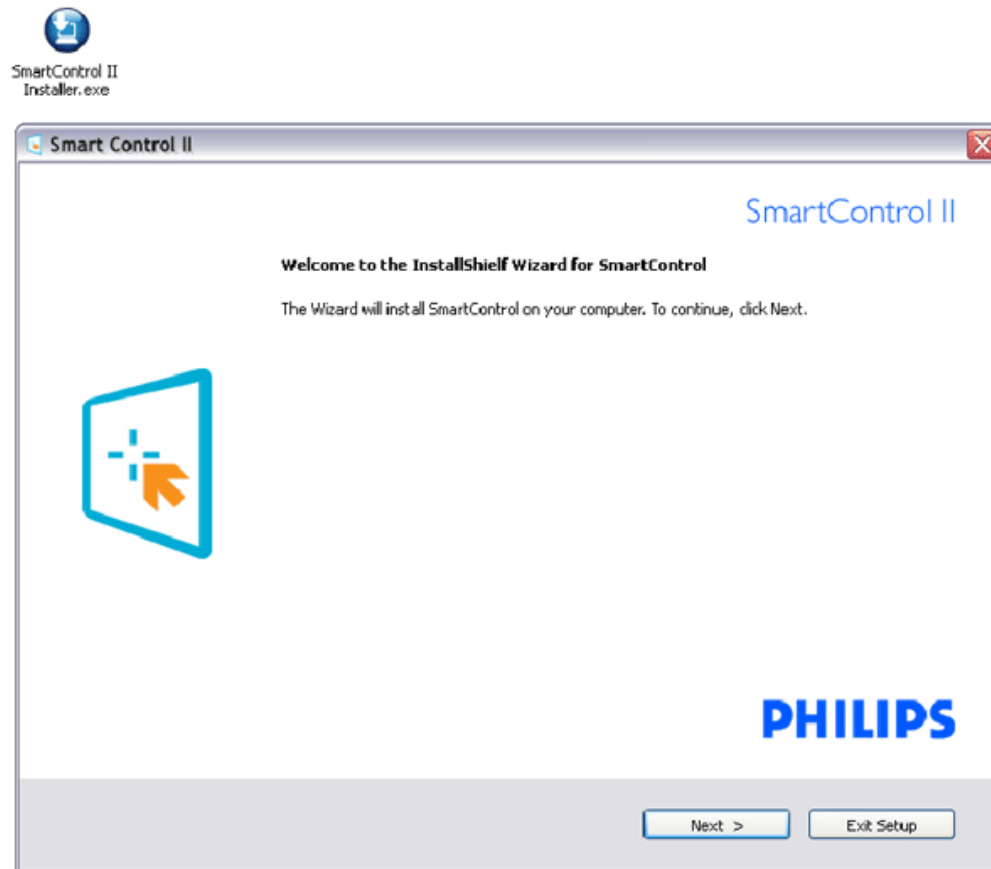 SmartControl II
Installer.exe
Smart Control II
SmartControl II
Welcome to the InstallShielf Wizard for SmartControl
The Wizard will install SmartControl on your computer. To continue, click Next.
PHILIPS
Next >
Exit Setup